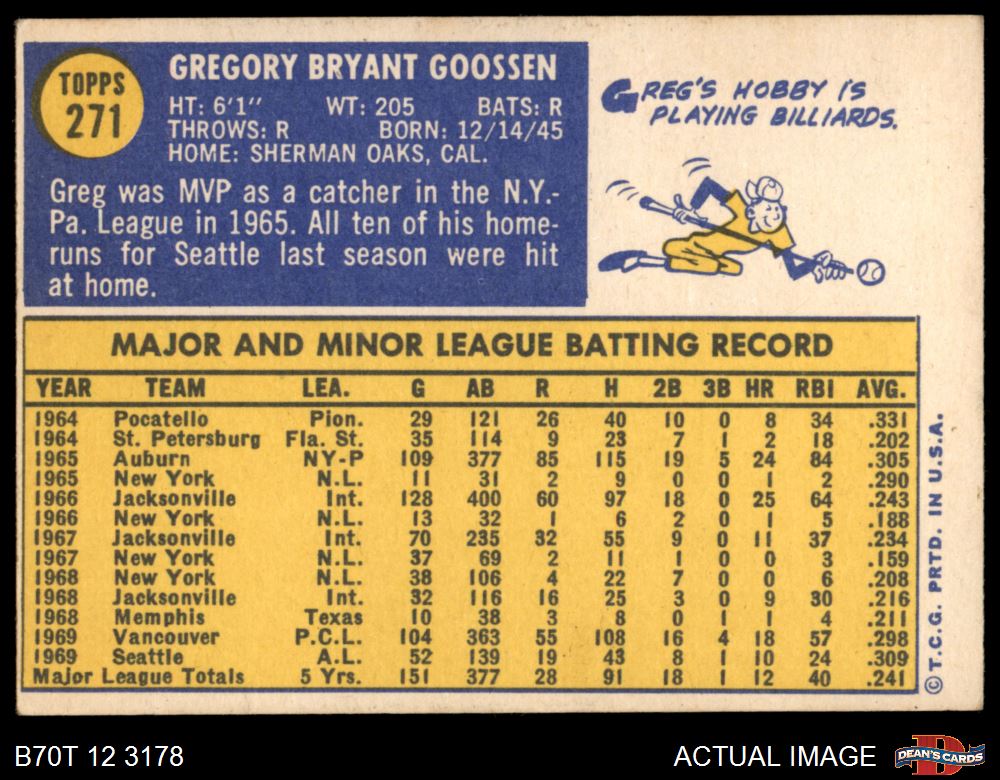 TOPPS
271
GREGORY BRYANT GOOSSEN
HT: 6'1" WT: 205 BATS: R
THROWS: R BORN: 12/14/45
HOME: SHERMAN OAKS, CAL.
Greg was MVP as a catcher in the N.Y.-
Pa. League in 1965. All ten of his home-
runs for Seattle last season were hit
at home.
GREG'S HOBBY IS
PLAYING BILLIARDS.
MAJOR AND MINOR LEAGUE BATTING RECORD
YEAR TEAM LEA. G AB R H 2B 3B HR RBI AVG.
1964 Pocatello Pion. 29 121 26 40 10 0 8 34 .331
1964 St. Petersburg Fla. St. 35 114 9 23 7 1 2 18 .202
1965 Auburn NY-P 109 377 85 115 19 5 24 84 .305
1965 New York N.L. 11 31 2 9 0 0 1 2 .290
1966 Jacksonville Int. 128 400 60 97 18 0 25 64 .243
1966 New York N.L. 13 32 1 6 2 0 1 5 .188
1967 Jacksonville Int. 70 235 32 55 9 0 11 37 .234
1967 New York N.L. 37 69 2 11 1 0 0 3 .159
1968 New York N.L. 38 106 4 22 7 0 0 6 .208
1968 Jacksonville Int. 32 116 16 25 3 0 9 30 .216
1968 Memphis Texas 10 38 3 8 0 1 1 4 .211
1969 Vancouver P.C.L. 104 363 55 108 16 4 18 57 .298
1969 Seattle A.L. 52 139 19 43 8 1 10 24 .309
Major League Totals 5 Yrs. 151 377 28 91 18 1 12 40 .241
©T.C.G. PRTD. IN U.S.A.
B70T 12 3178
ACTUAL IMAGE
DEAN'S CARDS